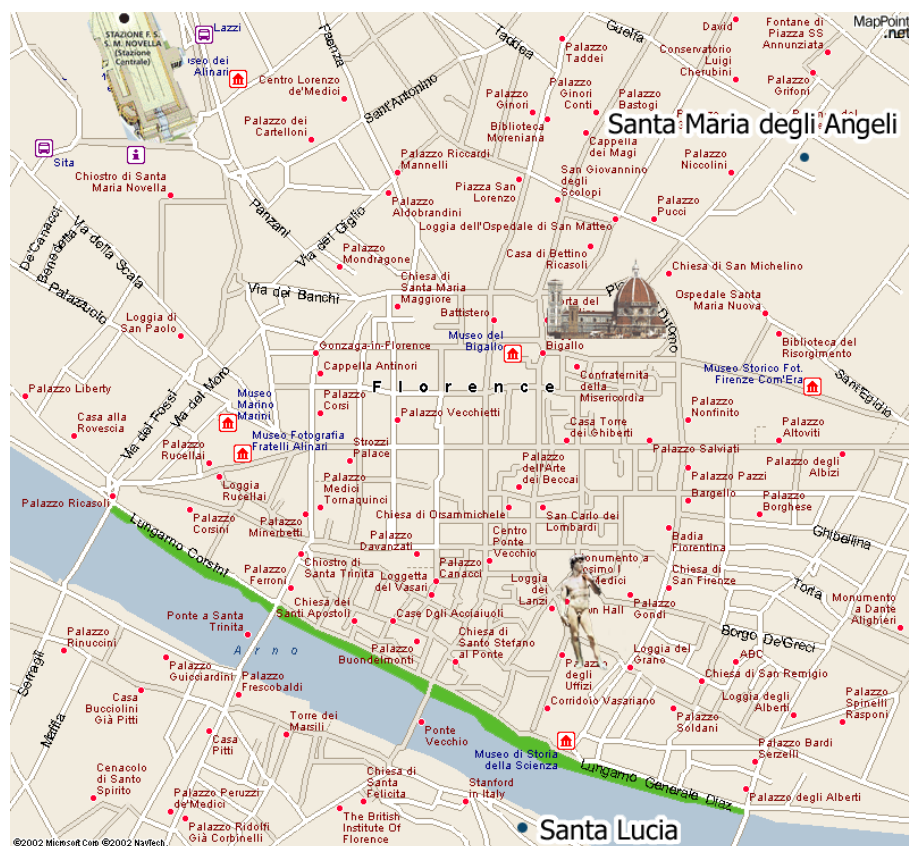 STAZIONE F. S.
S. M. NOVELLA
(Stazione
Centrale)
Lazzi
Museo dei
Alinari
Faenza
Taddea
Guelfa
David
Fontane di
Piazza SS
Annunziata
MapPoint
.net
Centro Lorenzo
de'Medici
Palazzo
Taddei
Conservatorio
Luigi
Cherubini
Palazzo
Grifoni
Sant'Antonino
Palazzo
Ginori
Palazzo
Ginori
Conti
Palazzo
Bastogi
Palazzo dei
Cartelloni
Biblioteca
Moreniana
Santa Maria degli Angeli
Cappella
dei Magi
Sita
Chiostro di Santa
Maria Novella
Palazzo Riccardi
Mannelli
San Giovannino
degli
Scolopi
Palazzo
Niccolini
Piazza San
Lorenzo
Palazzo
Aldobrandini
Palazzo
Pucci
Panzani
Via del Giglio
Loggia dell'Ospedale di San Matteo
De'Canacci
Benedetta
Via della Scala
Palazzuolo
Palazzo
Mondragone
Casa di Bettino
Ricasoli
Chiesa di San Michelino
Via dei Banchi
Chiesa di
Santa Maria
Maggiore
Battistero
Ospedale Santa
Maria Nuova
Duomo
Loggia di
San Paolo
Gonzaga-in-Florence
Museo del
Bigallo
Bigallo
Biblioteca del
Risorgimento
Cappella Antinori
Florence
Confraternita
della
Misericordia
Museo Storico Fot.
Firenze Com'Era
Sant'Egidio
Palazzo Liberty
Via dei Fossi
Via del Moro
Museo
Marino
Marini
Palazzo
Corsi
Palazzo Vecchietti
Palazzo
Nonfinito
Casa alla
Rovescia
Casa Torre
dei Ghiberti
Palazzo
Altoviti
Palazzo
Rucellai
Museo Fotografia
Fratelli Alinari
Strozzi
Palace
Palazzo
dell'Arte
dei Beccai
Palazzo Salviati
Palazzo degli
Albizi
Palazzo Pazzi
Palazzo Ricasoli
Loggia
Rucellai
Palazzo
Medici
Tornaquinci
Bargello
Palazzo
Borghese
Palazzo
Corsini
Palazzo
Minerbetti
Chiesa di Orsammichele
San Carlo dei
Lombardi
Lungarno Corsini
Palazzo
Davanzati
Centro
Ponte
Vecchio
Badia
Fiorentina
Ghibelina
Palazzo
Ferroni
Chiostro di
Santa Trinita
Palazzo
Canacci
Monumento a
Medici
Chiesa di
San Firenze
Loggetta
del Vasari
Loggia
dei
Lanzi
Torta
Chiesa dei
Santi Apostoli
Case Dgli Acciaiuoli
Palazzo
Gondi
Monumento
a Dante
Alighieri
Ponte a Santa
Trinita
Borgo De'Greci
Palazzo
Rinuccini
Arno
Palazzo
Buondelmonti
Chiesa di
Santo Stefano
al Ponte
ABC
Serragli
Palazzo
Guicciardini
Palazzo
degli
Uffizi
Loggia del
Grano
Chiesa di San Remigio
Palazzo
Frescobaldi
Casa
Bucciolini
Già Pitti
Corridoio Vasariano
Loggia degli
Alberti
Palazzo
Spinelli
Rasponi
Maffia
Torre dei
Marsili
Ponte
Vecchio
Palazzo
Soldani
Casa
Pitti
Museo di Storia
della Scienza
Palazzo Bardi
Serzelli
Lungarno Generale Diaz
Cenacolo
di Santo
Spirito
Palazzo Peruzzi
de'Medici
Chiesa di
Santa
Felicita
Stanford
in Italy
Palazzo degli Alberti
Palazzo Ridolfi
Già Corbinelli
The British
Institute Of
Florence
Santa Lucia
©2002 Microsoft Corp ©2002 NavTech